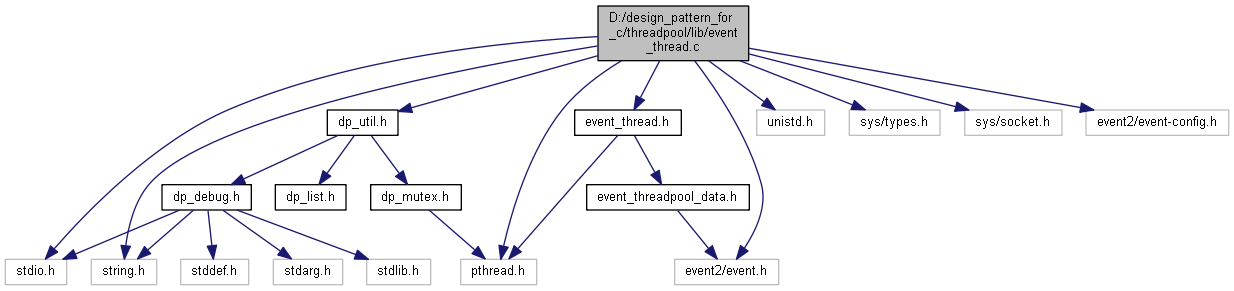 D:/design_pattern_for
_c/threadpool/lib/event
_thread.c
dp_util.h
event_thread.h
unistd.h
sys/types.h
sys/socket.h
event2/event-config.h
dp_debug.h
dp_list.h
dp_mutex.h
event_threadpool_data.h
stdio.h
string.h
stddef.h
stdarg.h
stdlib.h
pthread.h
event2/event.h